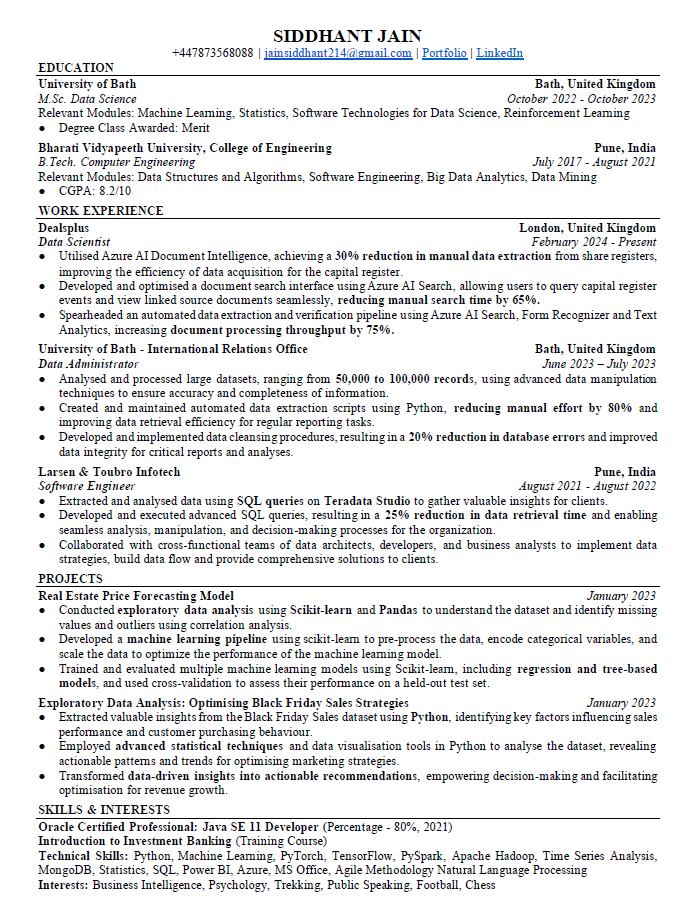 SIDDHANT JAIN
+447873568088 | jainsiddhant214@gmail.com | Portfolio | LinkedIn
EDUCATION
University of Bath Bath, United Kingdom
M.Sc. Data Science October 2022 - October 2023
Relevant Modules: Machine Learning, Statistics, Software Technologies for Data Science, Reinforcement Learning
● Degree Class Awarded: Merit
Bharati Vidyapeeth University, College of Engineering Pune, India
B.Tech. Computer Engineering July 2017 - August 2021
Relevant Modules: Data Structures and Algorithms, Software Engineering, Big Data Analytics, Data Mining
● CGPA: 8.2/10
WORK EXPERIENCE
Dealsplus London, United Kingdom
Data Scientist February 2024 - Present
● Utilised Azure AI Document Intelligence, achieving a 30% reduction in manual data extraction from share registers,
improving the efficiency of data acquisition for the capital register.
● Developed and optimised a document search interface using Azure AI Search, allowing users to query capital register
events and view linked source documents seamlessly, reducing manual search time by 65%.
● Spearheaded an automated data extraction and verification pipeline using Azure AI Search, Form Recognizer and Text
Analytics, increasing document processing throughput by 75%.
University of Bath - International Relations Office Bath, United Kingdom
Data Administrator June 2023 – July 2023
● Analysed and processed large datasets, ranging from 50,000 to 100,000 records, using advanced data manipulation
techniques to ensure accuracy and completeness of information.
● Created and maintained automated data extraction scripts using Python, reducing manual effort by 80% and
improving data retrieval efficiency for regular reporting tasks.
● Developed and implemented data cleansing procedures, resulting in a 20% reduction in database errors and improved
data integrity for critical reports and analyses.
Larsen & Toubro Infotech Pune, India
Software Engineer August 2021 - August 2022
● Extracted and analysed data using SQL queries on Teradata Studio to gather valuable insights for clients.
● Developed and executed advanced SQL queries, resulting in a 25% reduction in data retrieval time and enabling
seamless analysis, manipulation, and decision-making processes for the organization.
● Collaborated with cross-functional teams of data architects, developers, and business analysts to implement data
strategies, build data flow and provide comprehensive solutions to clients.
PROJECTS
Real Estate Price Forecasting Model January 2023
● Conducted exploratory data analysis using Scikit-learn and Pandas to understand the dataset and identify missing
values and outliers using correlation analysis.
● Developed a machine learning pipeline using scikit-learn to pre-process the data, encode categorical variables, and
scale the data to optimize the performance of the machine learning model.
● Trained and evaluated multiple machine learning models using Scikit-learn, including regression and tree-based
models, and used cross-validation to assess their performance on a held-out test set.
Exploratory Data Analysis: Optimising Black Friday Sales Strategies January 2023
● Extracted valuable insights from the Black Friday Sales dataset using Python, identifying key factors influencing sales
performance and customer purchasing behaviour.
● Employed advanced statistical techniques and data visualisation tools in Python to analyse the dataset, revealing
actionable patterns and trends for optimising marketing strategies.
● Transformed data-driven insights into actionable recommendations, empowering decision-making and facilitating
optimisation for revenue growth.
SKILLS & INTERESTS
Oracle Certified Professional: Java SE 11 Developer (Percentage - 80%, 2021)
Introduction to Investment Banking (Training Course)
Technical Skills: Python, Machine Learning, PyTorch, TensorFlow, PySpark, Apache Hadoop, Time Series Analysis,
MongoDB, Statistics, SQL, Power BI, Azure, MS Office, Agile Methodology Natural Language Processing
Interests: Business Intelligence, Psychology, Trekking, Public Speaking, Football, Chess